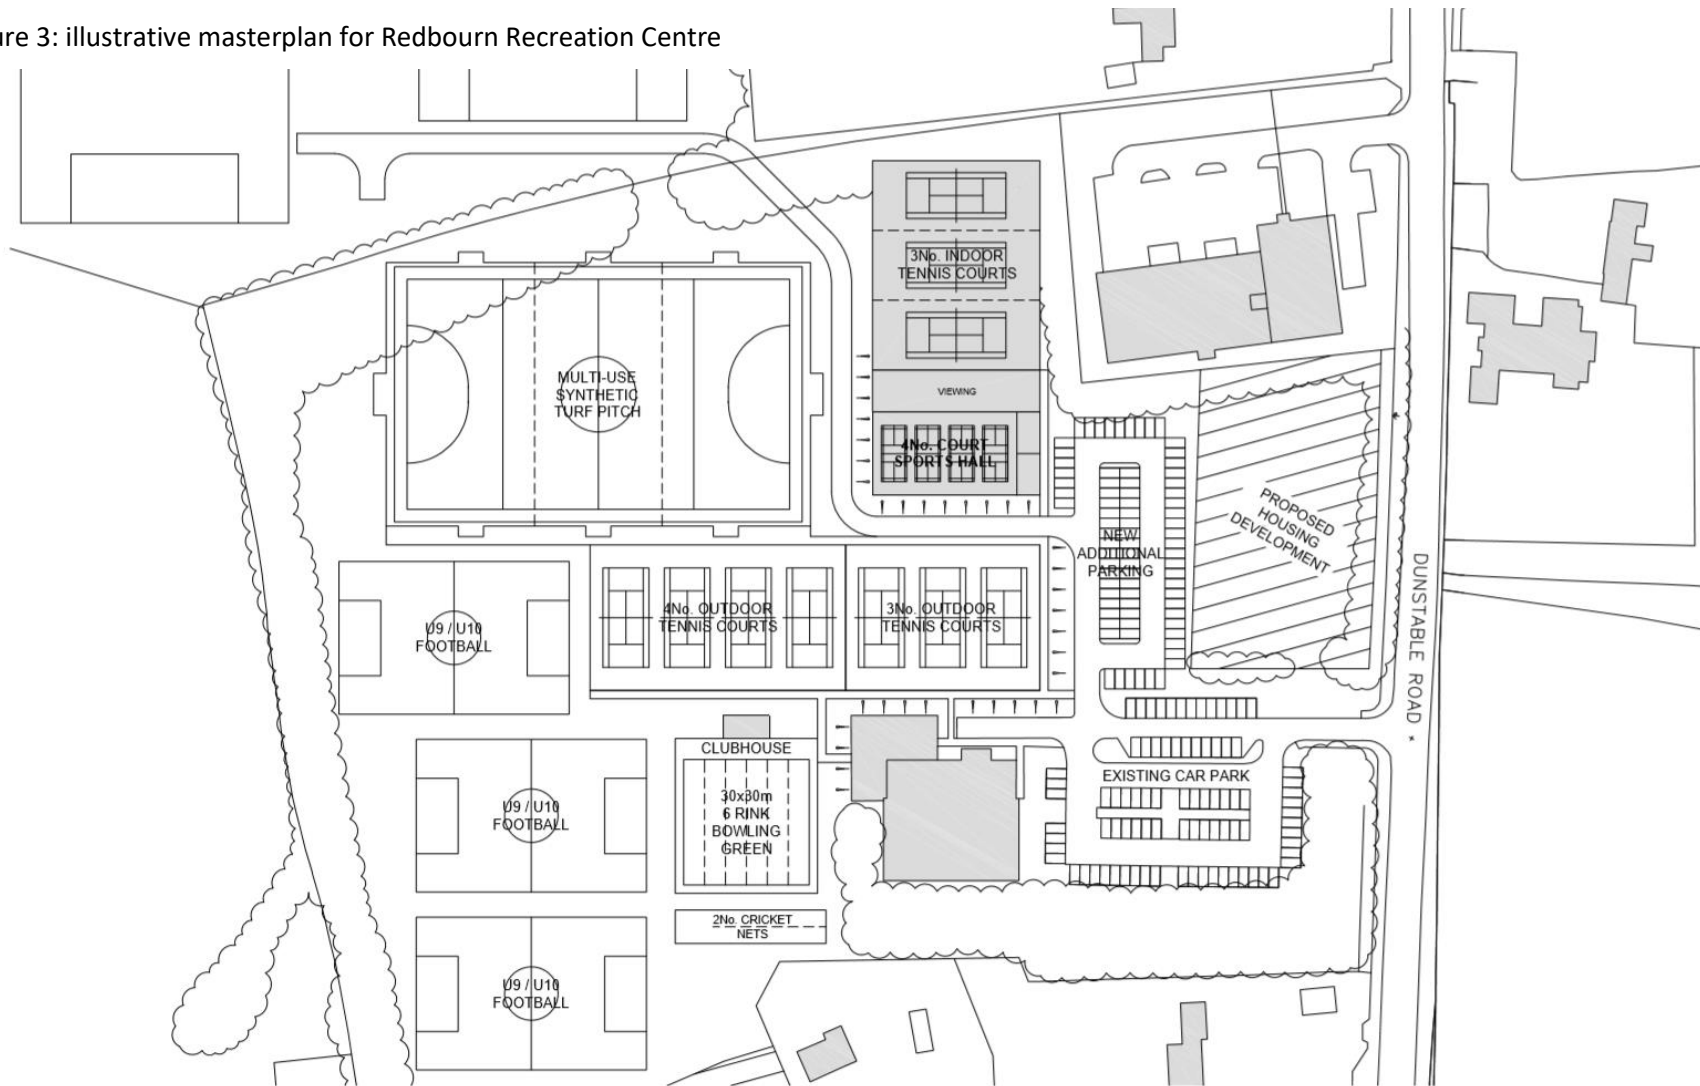 ure 3: illustrative masterplan for Redbourn Recreation Centre
3No. INDOOR
TENNIS COURTS
VIEWING
MULTI-USE
SYNTHETIC
TURF PITCH
4No. COURT
SPORTS HALL
PROPOSED
HOUSING
DEVELOPMENT
NEW
ADDITIONAL
PARKING
DUNSTABLE ROAD
4No. OUTDOOR
TENNIS COURTS
3No. OUTDOOR
TENNIS COURTS
U9 / U10
FOOTBALL
CLUBHOUSE
EXISTING CAR PARK
30x30m
6 RINK
BOWLING
GREEN
U9 / U10
FOOTBALL
2No. CRICKET
NETS
U9 / U10
FOOTBALL